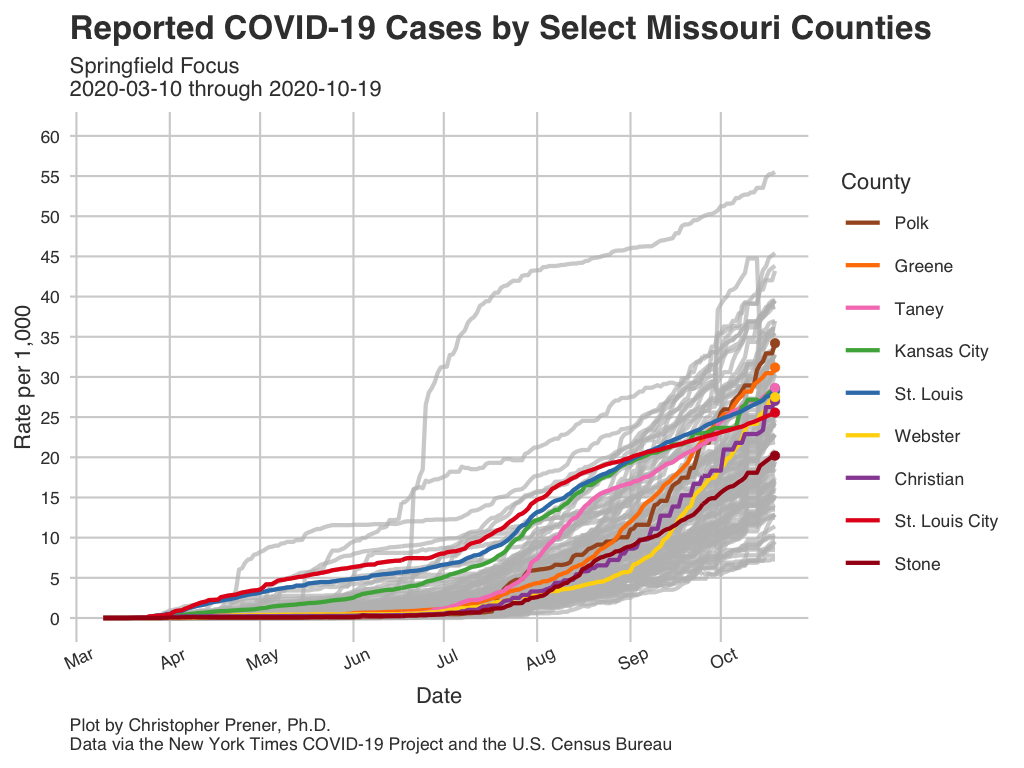 Reported COVID-19 Cases by Select Missouri Counties
Springfield Focus
2020-03-10 through 2020-10-19
60
55
50
45
40
35
30
25
20
15
10
5
0
Rate per 1,000
Mar
Apr
May
Jun
Jul
Aug
Sep
Oct
Date
County
Polk
Greene
Taney
Kansas City
St. Louis
Webster
Christian
St. Louis City
Stone
Plot by Christopher Prener, Ph.D.
Data via the New York Times COVID-19 Project and the U.S. Census Bureau